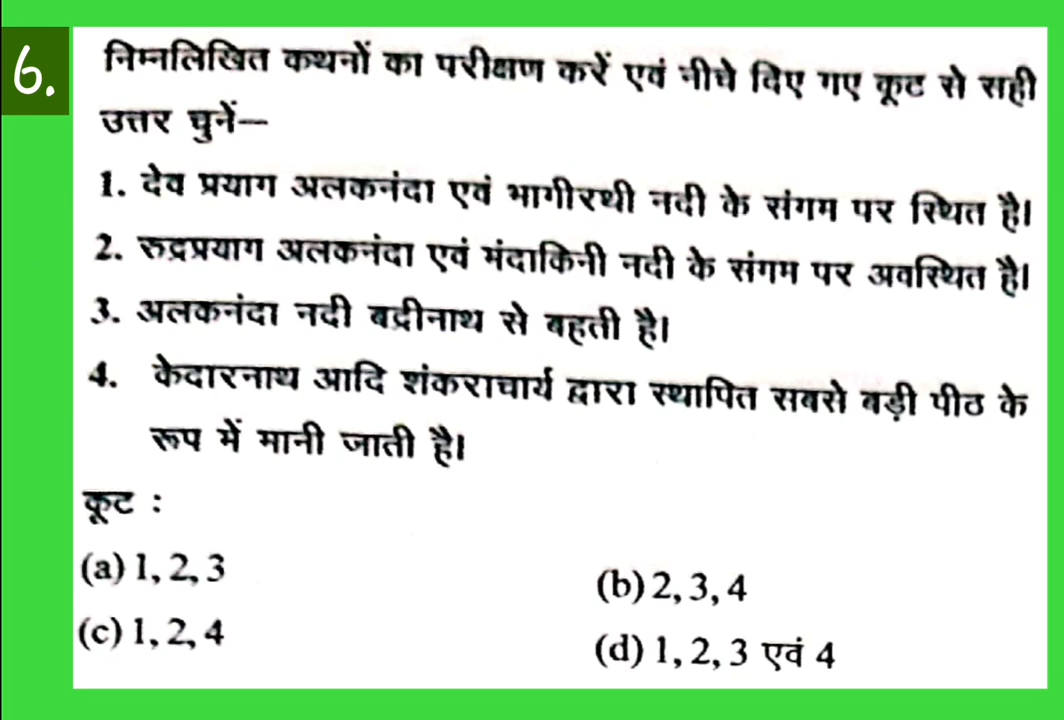 6.
निम्नलिखित कथनों का परीक्षण करें एवं नीचे दिए गए कूट से सही
उत्तर चुनें—
1. देव प्रयाग अलकनंदा एवं भागीरथी नदी के संगम पर स्थित है।
2. रुद्रप्रयाग अलकनंदा एवं मंदाकिनी नदी के संगम पर अवस्थित है।
3. अलकनंदा नदी बद्रीनाथ से बहती है।
4. केदारनाथ आदि शंकराचार्य द्वारा स्थापित सबसे बड़ी पीठ के
रूप में मानी जाती है।
कूट :
(a) 1, 2, 3
(b) 2, 3, 4
(c) 1, 2, 4
(d) 1, 2, 3 एवं 4